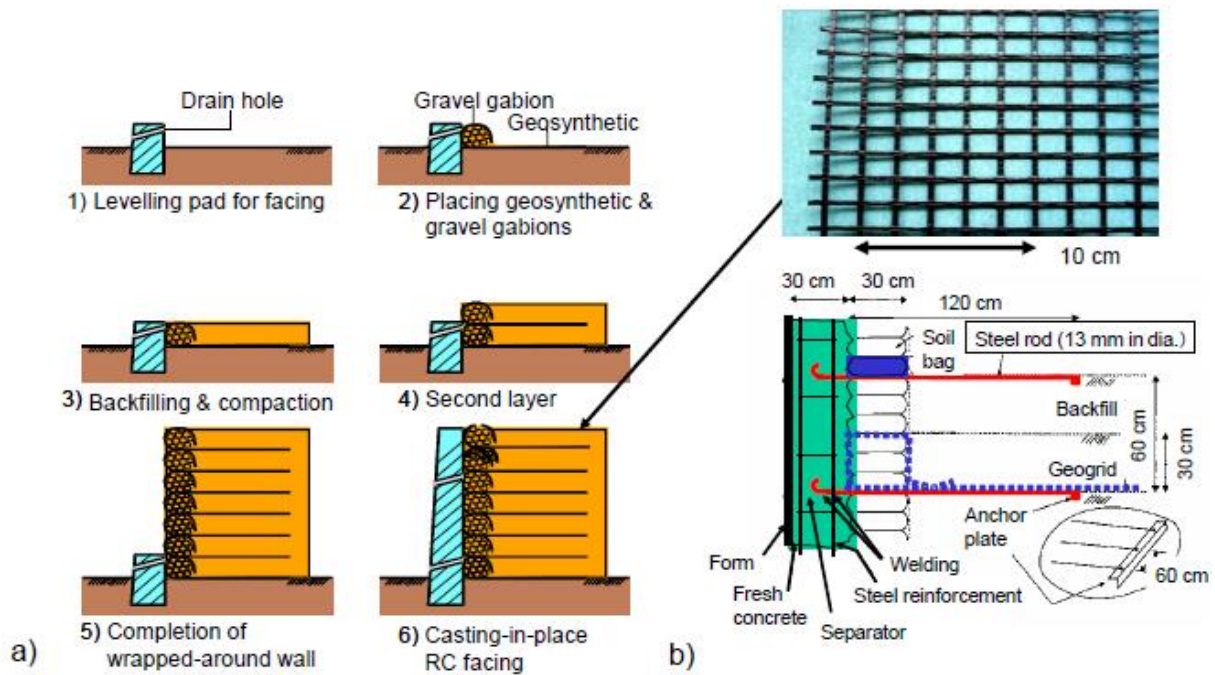 Drain hole
1) Levelling pad for facing
Gravel gabion
Geosynthetic
2) Placing geosynthetic &
gravel gabions
3) Backfilling & compaction
4) Second layer
5) Completion of
wrapped-around wall
6) Casting-in-place
RC facing
a)
10 cm
30 cm
30 cm
120 cm
Soil
bag
Steel rod (13 mm in dia.)
Backfill
60 cm
30 cm
Geogrid
Anchor
plate
60 cm
Welding
Form
Steel reinforcement
Fresh
concrete
Separator
b)